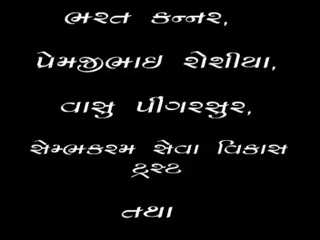 ભરત કન્નર,
પ્રેમજીભાઇ રોશીયા,
વાસુ પીંગરસુર,
સેમ્ભકરમ સેવા વિકાસ
ટ્રસ્ટ
તથા